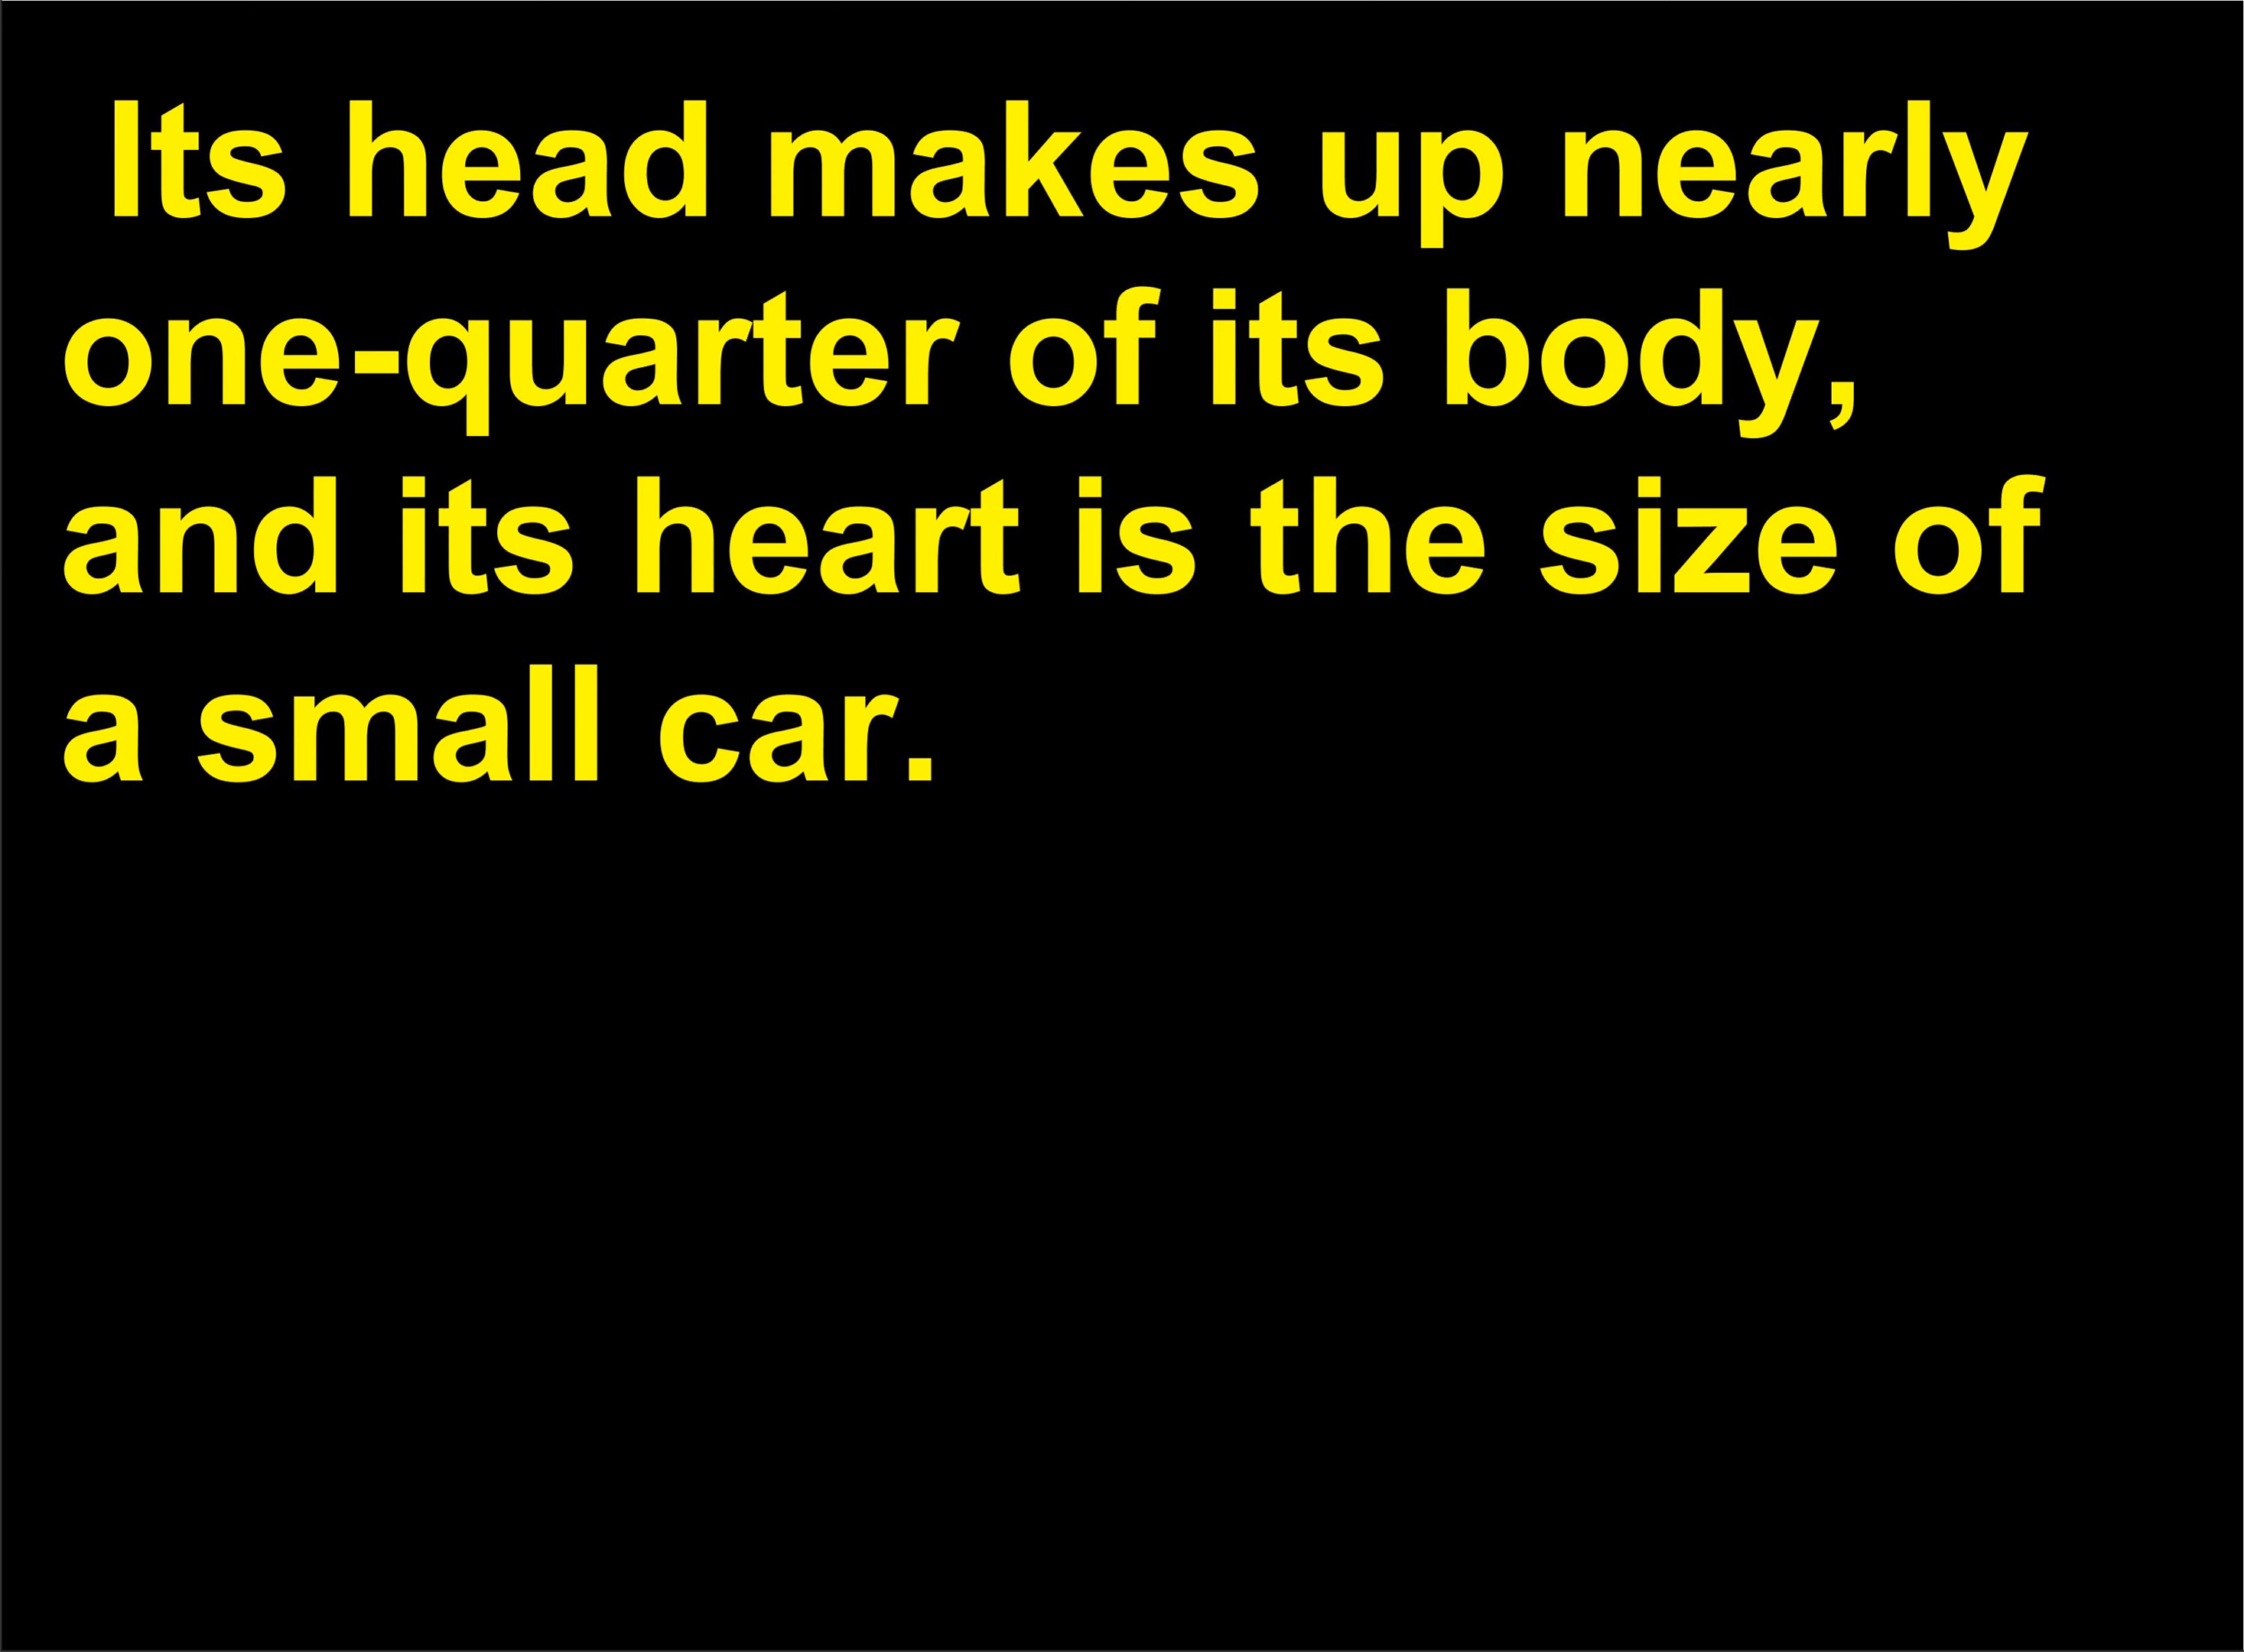 Its head makes up nearly
one-quarter of its body,
and its heart is the size of
a small car.